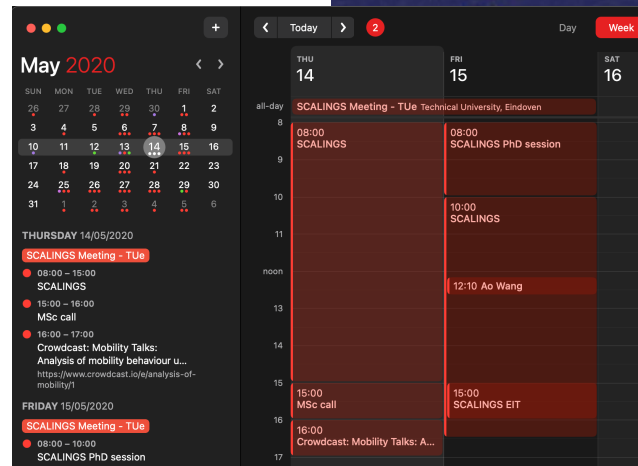 +
Today
2
Day
Week
May 2020
SUN MON TUE WED THU FRI SAT
26 27 28 29 30 1 2
3 4 5 6 7 8 9
10 11 12 13 14 15 16
17 18 19 20 21 22 23
24 25 26 27 28 29 30
31 1 2 3 4 5 6
THURSDAY 14/05/2020
SCALINGS Meeting - TUe
08:00 – 15:00
SCALINGS
15:00 – 16:00
MSc call
16:00 – 17:00
Crowdcast: Mobility Talks:
Analysis of mobility behaviour u...
https://www.crowdcast.io/e/analysis-of-
mobility/1
FRIDAY 15/05/2020
SCALINGS Meeting - TUe
08:00 – 10:00
SCALINGS PhD session
THU
14
FRI
15
SAT
16
all-day
SCALINGS Meeting - TUe Technical University, Eindoven
8
9
10
11
noon
13
14
15
16
17
08:00
SCALINGS
15:00
MSc call
16:00
Crowdcast: Mobility Talks: A...
08:00
SCALINGS PhD session
10:00
SCALINGS
12:10 Ao Wang
15:00
SCALINGS EIT